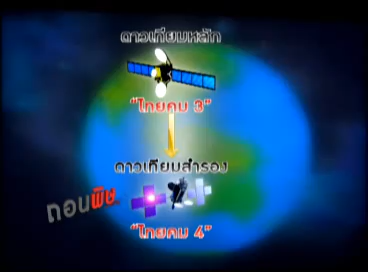 ดาวเทียมหลัก
"ไทยคม 3"
ดาวเทียมสำรอง
ถอนพิษ
"ไทยคม 4"